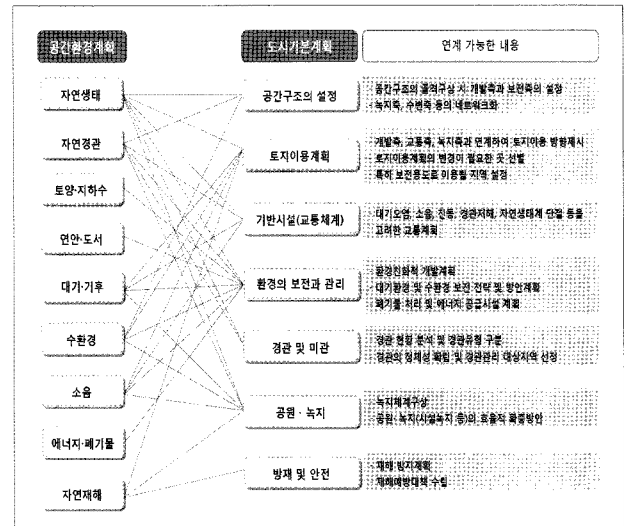 공간환경계획
도시기본계획
연계 가능한 내용
자연생태
자연경관
토양·지하수
연안·도서
대기·기후
수환경
소음
에너지·폐기물
자연재해
공간구조의 설정
토지이용계획
기반시설(교통체계)
환경의 보전과 관리
경관 및 미관
공원·녹지
방재 및 안전
공간구조의 골격구상 시 개발축과 보전축의 설정
녹지축, 수변축 등의 네트워크화
개발축, 교통축, 녹지축과 연계하여 토지이용 방향제시
토지이용계획의 변경이 필요한 곳 선별
특히 보전용도로 이용될 지역 설정
대기오염, 소음, 진동, 경관저해, 자연생태계 단절 등을
고려한 교통계획
환경친화적 개발계획
대기환경 및 수환경 보전 전략 및 방안계획
폐기물 처리 및 에너지 공급시설 계획
경관 현황 분석 및 경관유형 구분
경관의 정체성 확립 및 경관관리 대상지역 선정
녹지체계구상
공원·녹지(시설녹지 등)의 효율적 확충방안
재해 방지계획
재해예방대책 수립